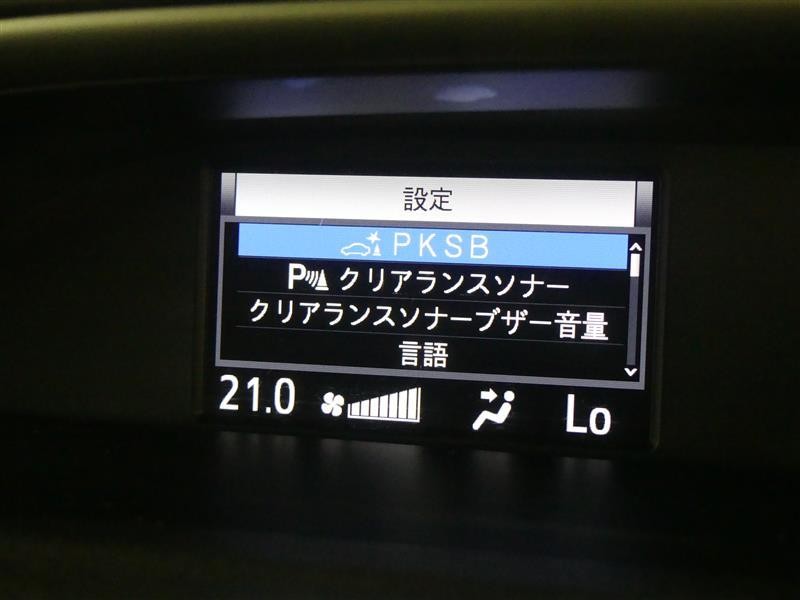 設定
PKSB
P クリアランスソナー
クリアランスソナーブザー音量
言語
21.0 Lo